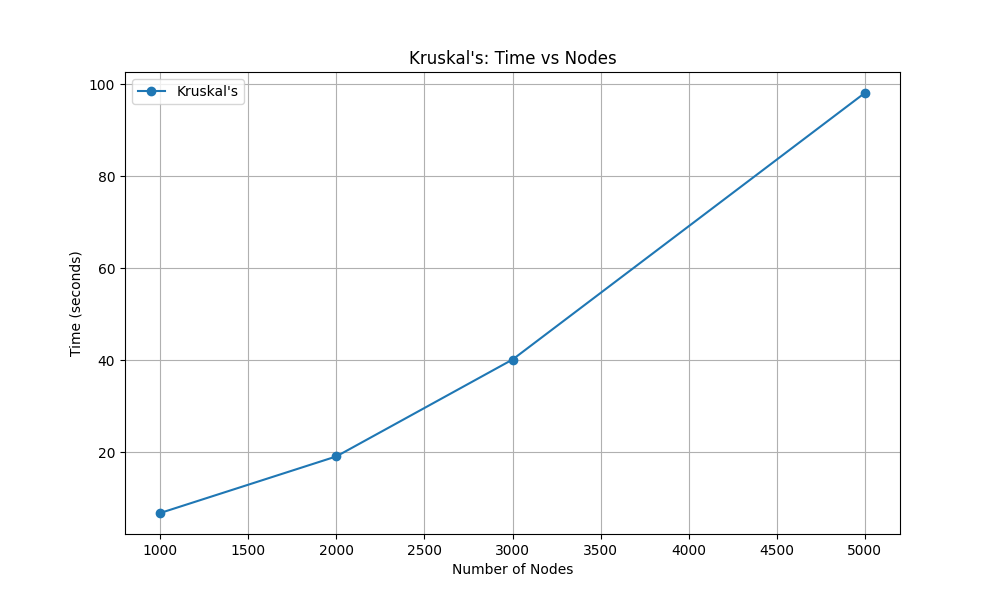 Kruskal's: Time vs Nodes
Kruskal's
100
80
60
40
20
Time (seconds)
1000 1500 2000 2500 3000 3500 4000 4500 5000
Number of Nodes